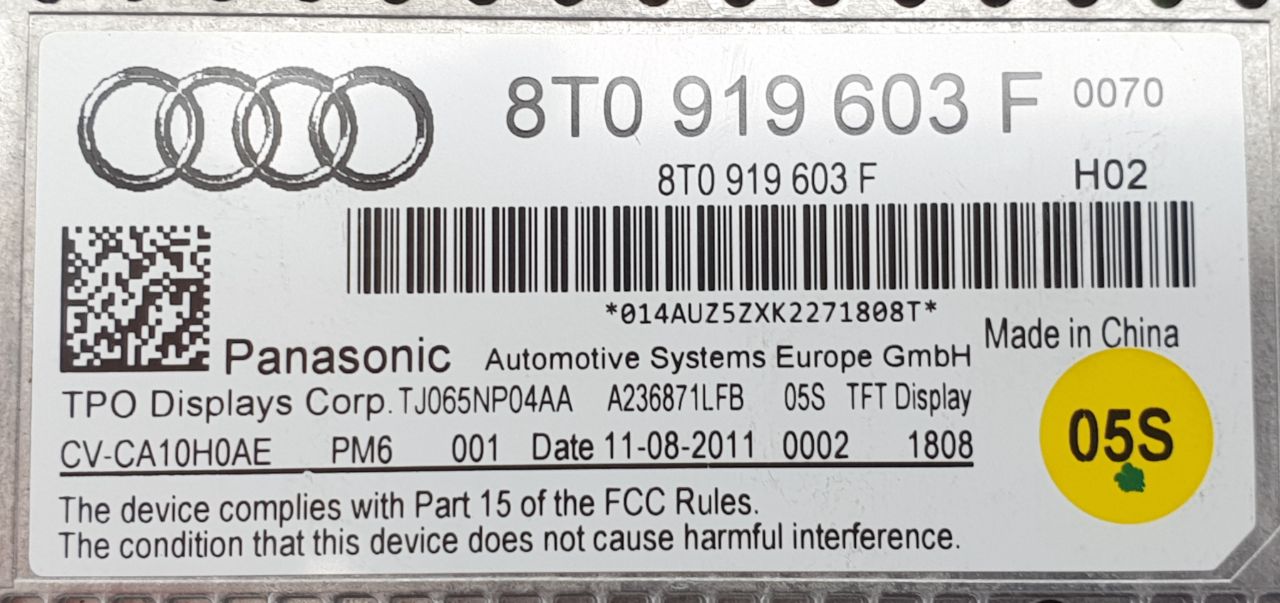 8T0 919 603 F 0070
8T0 919 603 F H02
*014AUZ5ZXK2271808T*
Made in China
Panasonic Automotive Systems Europe GmbH
TPO Displays Corp. TJ065NP04AA A236871LFB 05S TFT Display
CV-CA10H0AE PM6 001 Date 11-08-2011 0002 1808
05S
The device complies with Part 15 of the FCC Rules.
The condition that this device does not cause harmful interference.